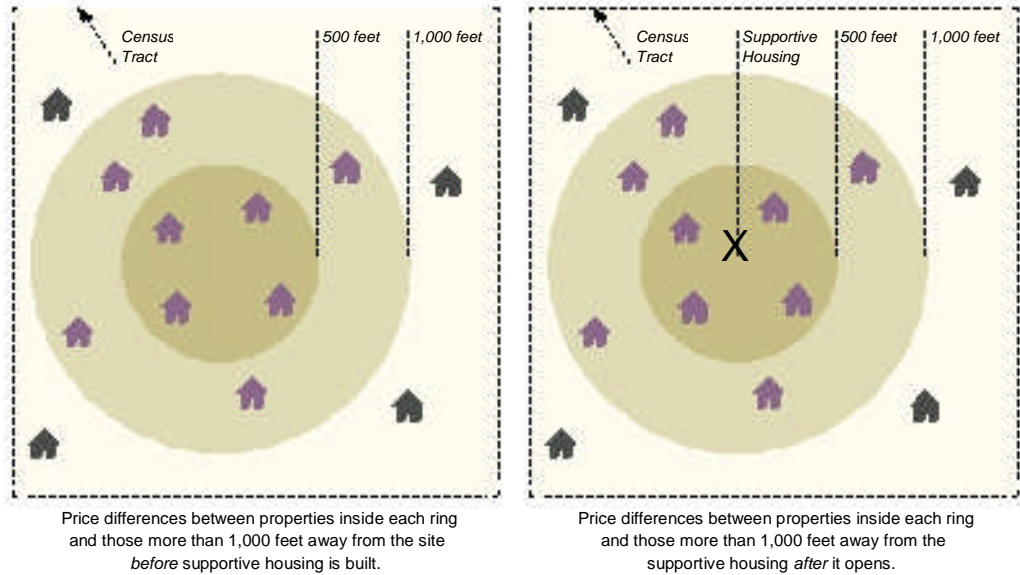 Census
Tract
500 feet
1,000 feet
Price differences between properties inside each ring
and those more than 1,000 feet away from the site
before supportive housing is built.
Census
Tract
Supportive
Housing
500 feet
1,000 feet
X
Price differences between properties inside each ring
and those more than 1,000 feet away from the
supportive housing after it opens.